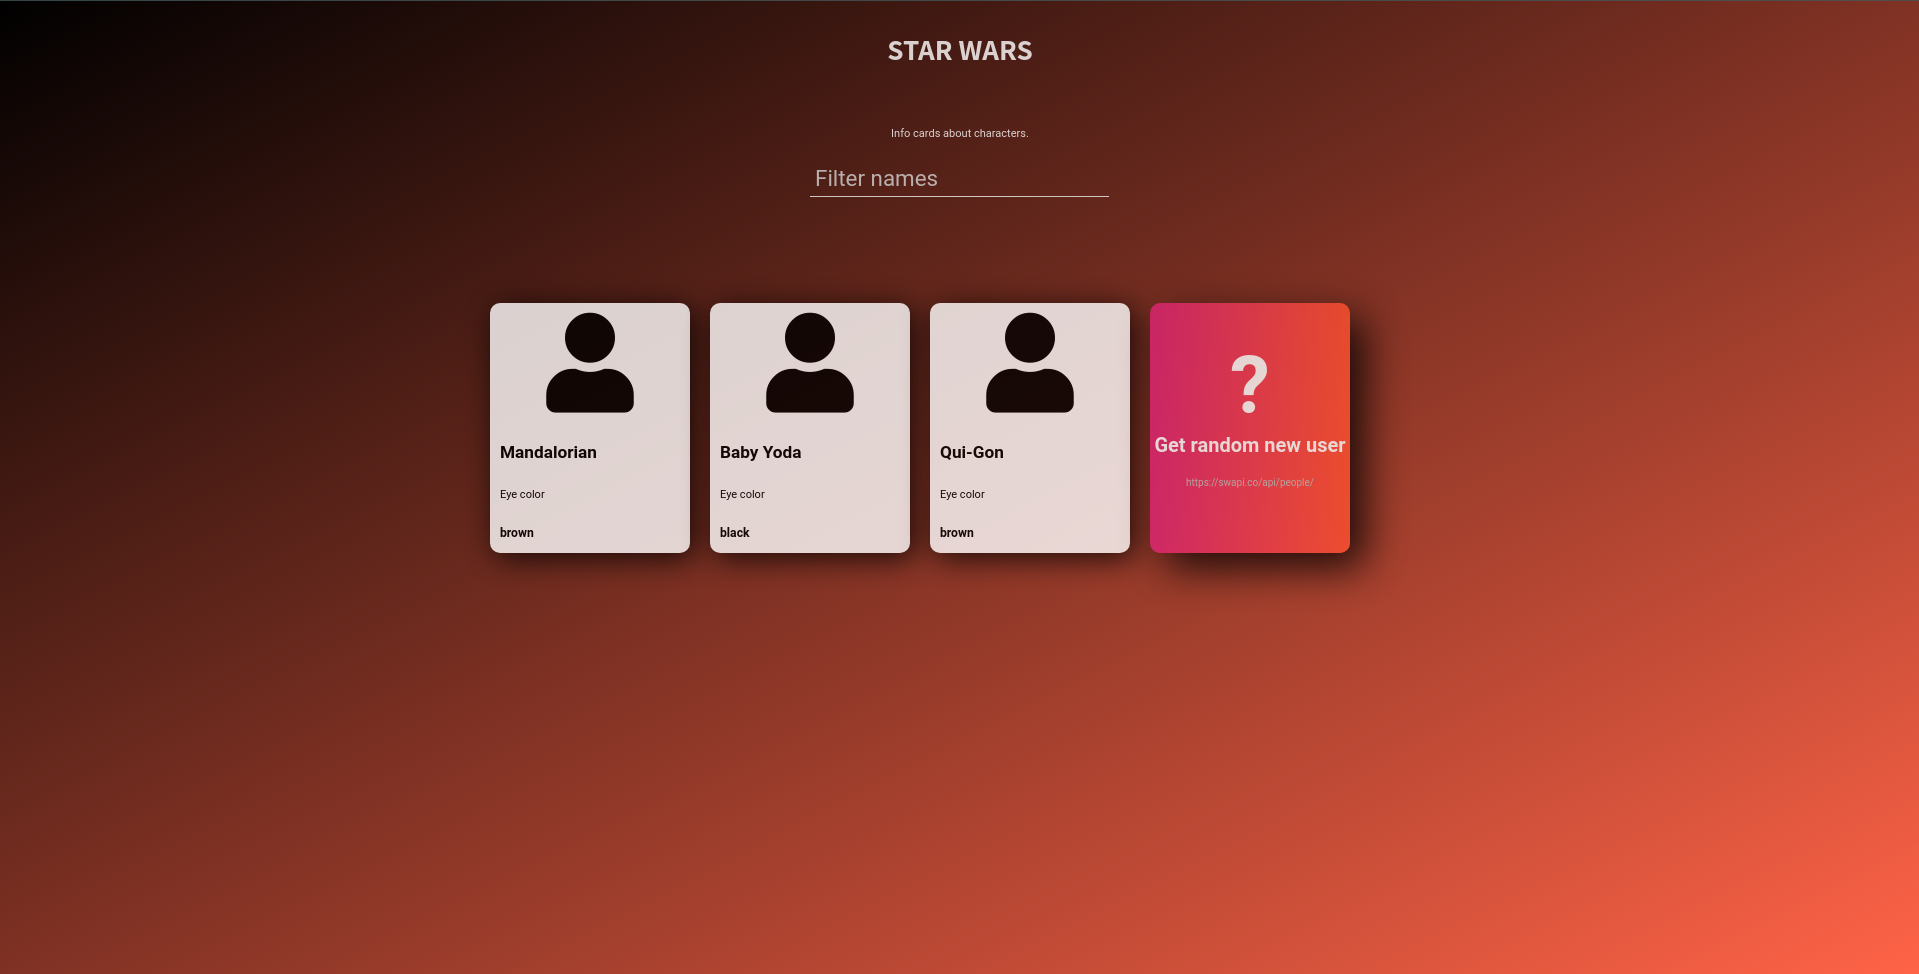 STAR WARS
Info cards about characters.
Filter names
Mandalorian
Eye color
brown
Baby Yoda
Eye color
black
Qui-Gon
Eye color
brown
?
Get random new user
https://swapi.co/api/people/